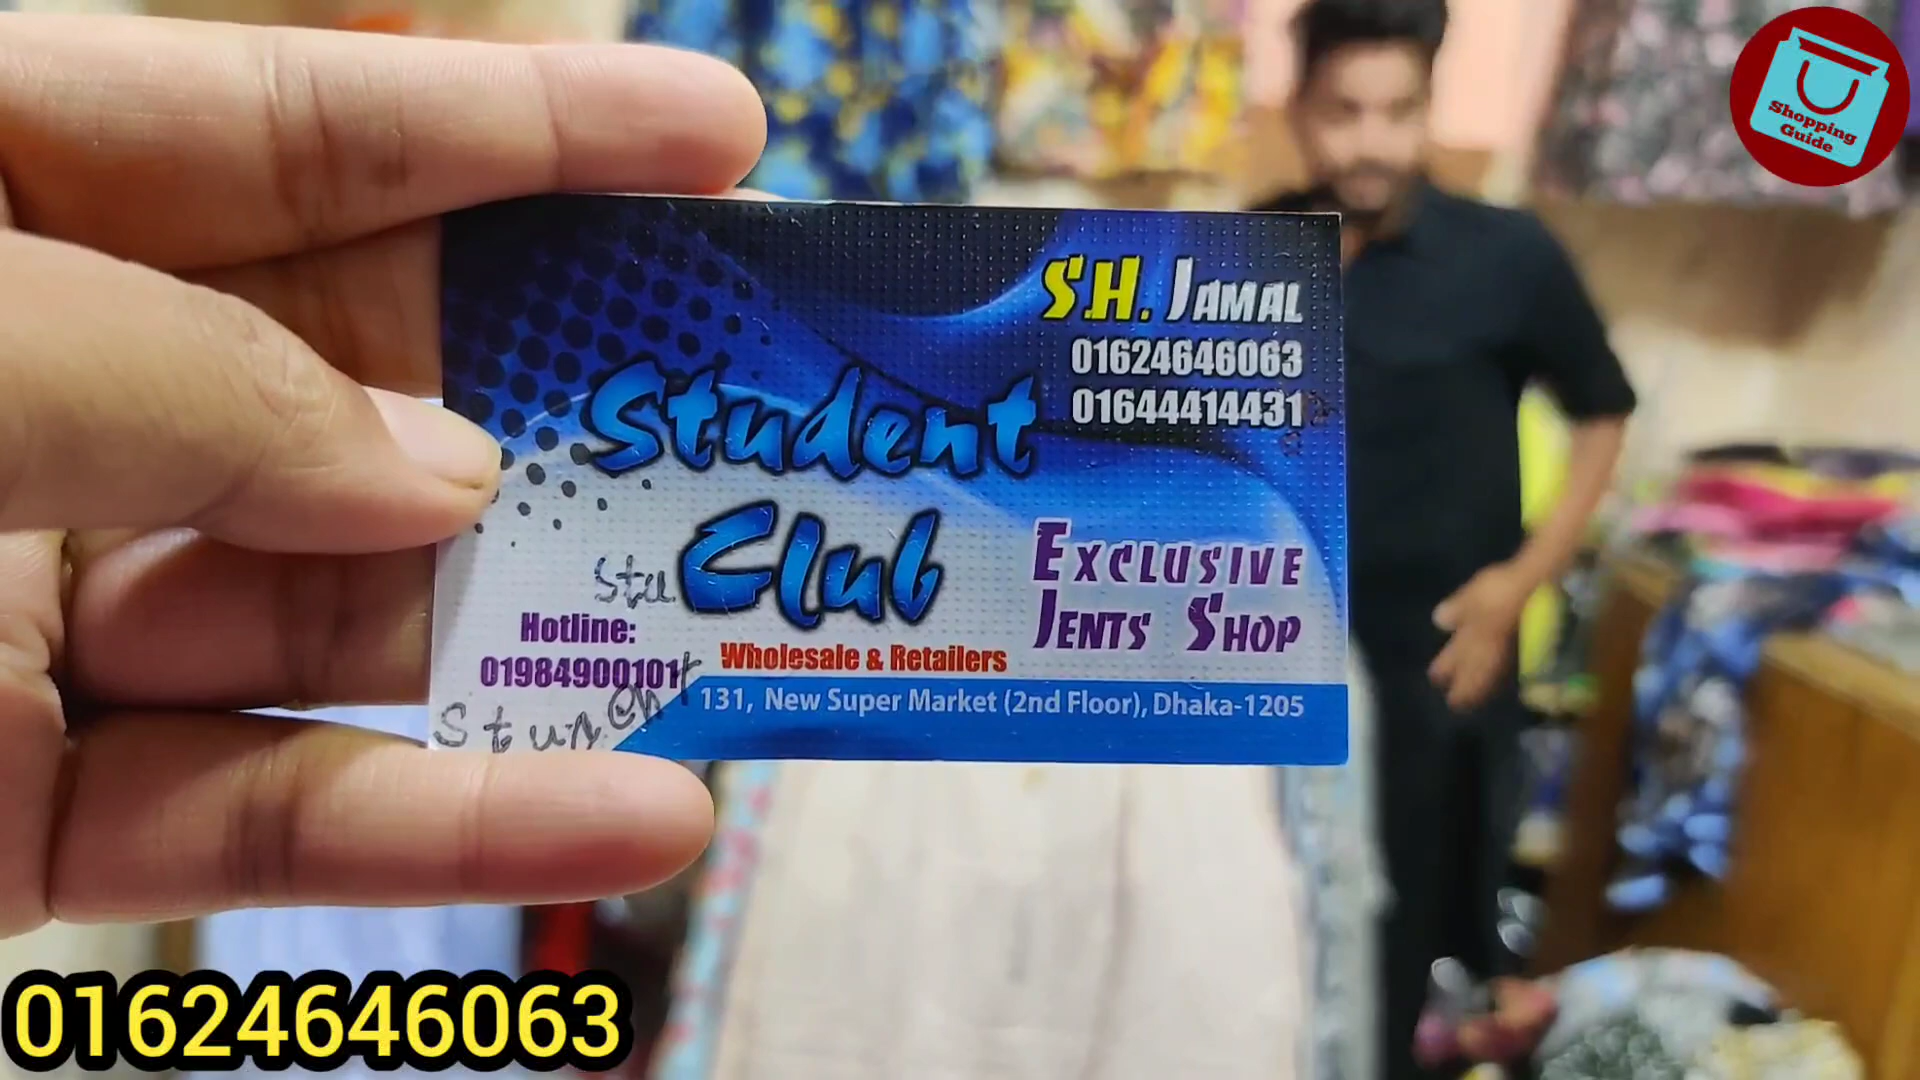 Shopping
Guide
S.H. JAMAL
01624646063
01644414431
Student
Club
stu
EXCLUSIVE
JENTS SHOP
Hotline:
01984900101
Wholesale & Retailers
131, New Super Market (2nd Floor), Dhaka-1205
01624646063